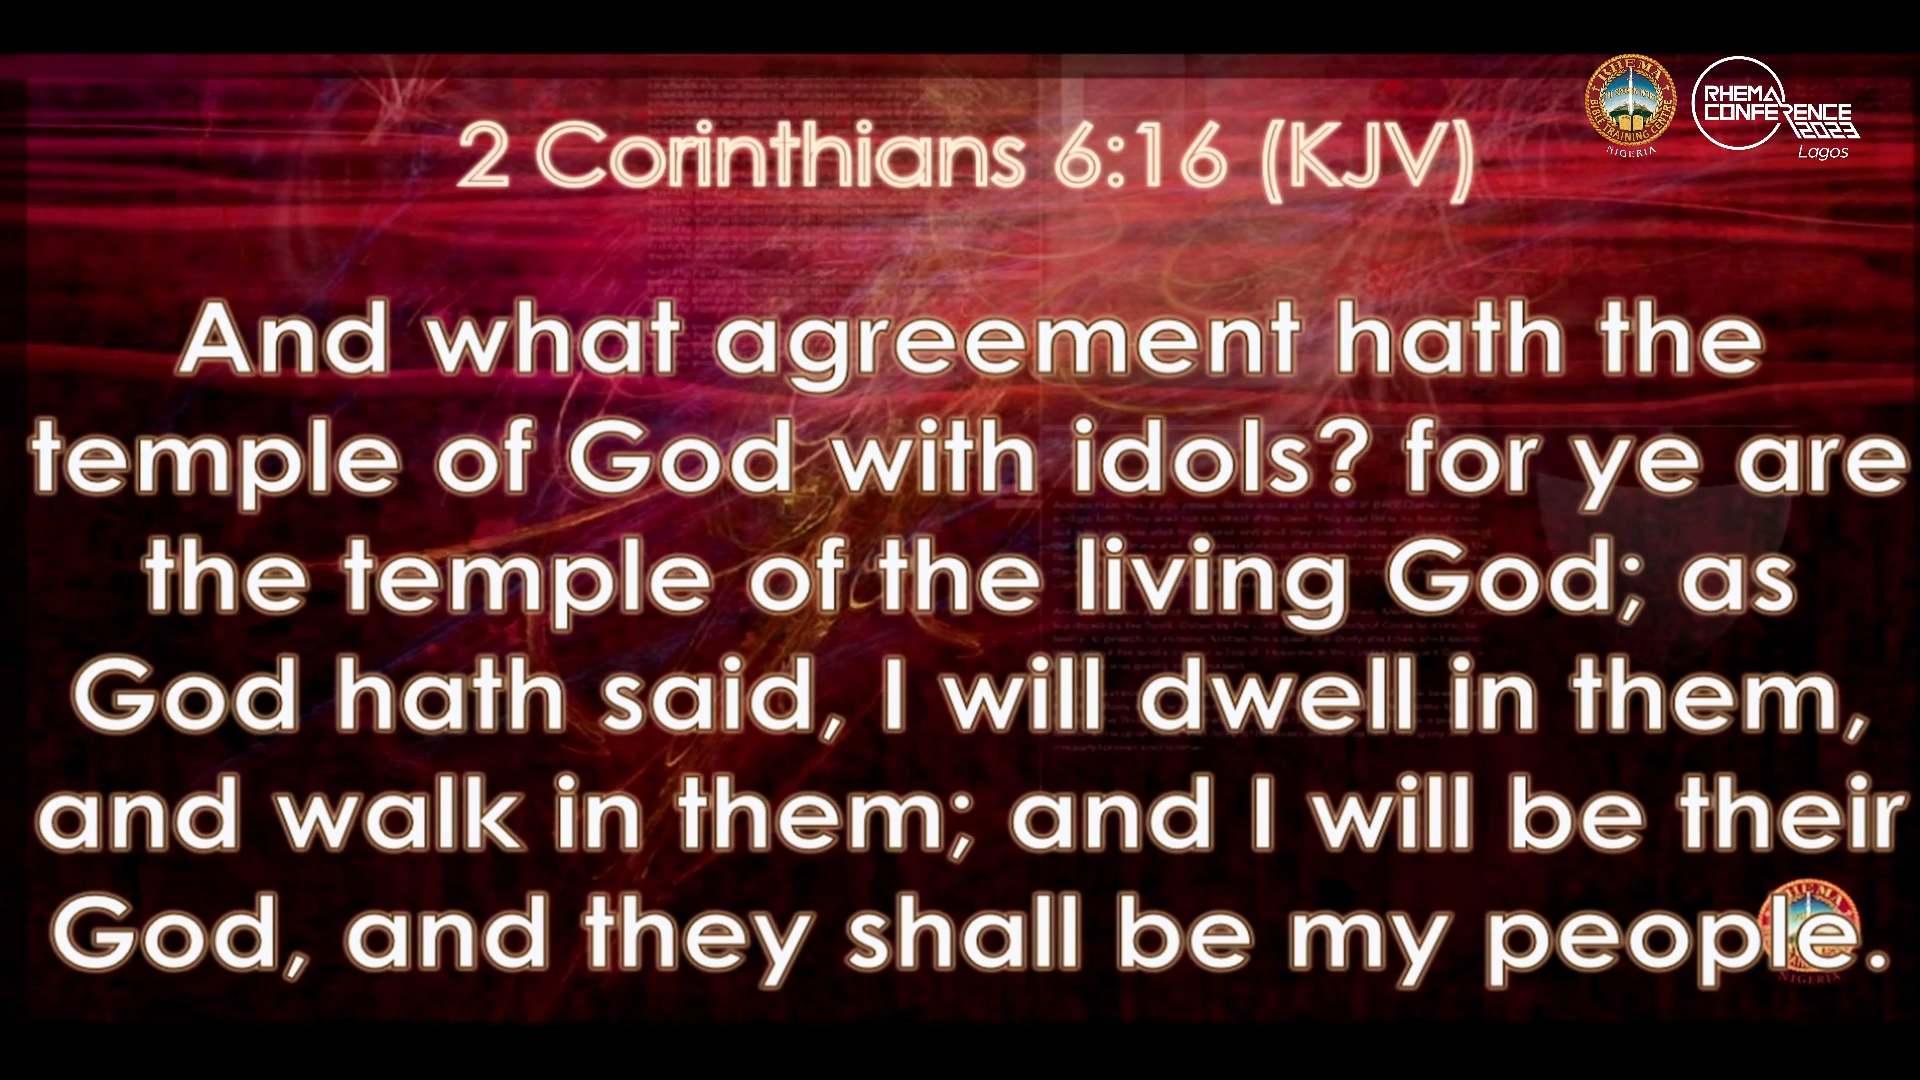 RHEMA
BIBLE TRAINING CENTRE
NIGERIA
RHEMA
CONFERENCE
2023
Lagos
2 Corinthians 6:16 (KJV)
And what agreement hath the
temple of God with idols? for ye are
the temple of the living God; as
God hath said, I will dwell in them,
and walk in them; and I will be their
God, and they shall be my people.
RHEMA
NIGERIA